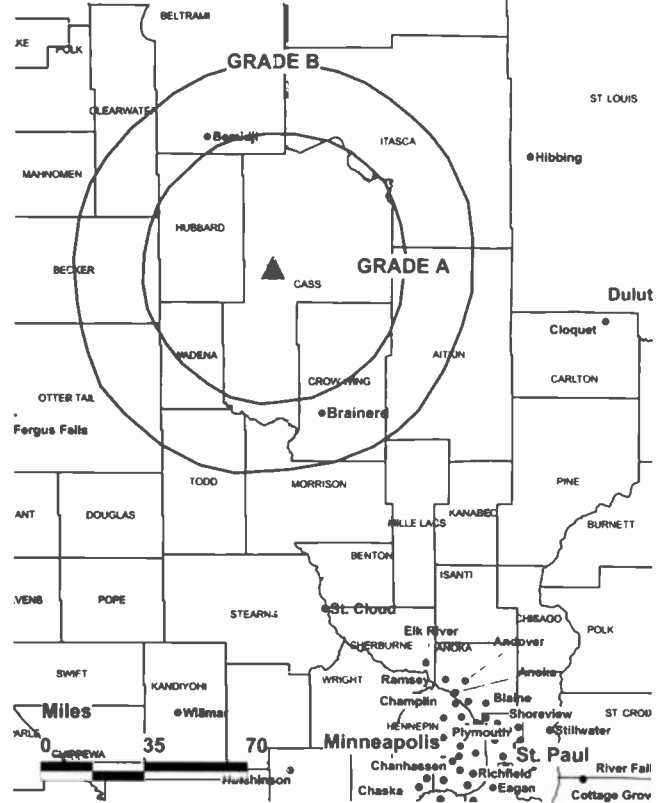 BELTRAMI
KE
POLK
GRADE B
CLEARWATER
ST LOUIS
Bemidji
ITASCA
Hibbing
MAHNOMEN
HUBBARD
BECKER
GRADE A
CASS
Dulut
Cloquet
WADENA
AITKIN
CARLTON
CROW WING
OTTER TAIL
Brainerd
Fergus Falls
TODD
MORRISON
PINE
ANT
DOUGLAS
MILLE LACS
KANABEC
BURNETT
BENTON
ISANTI
VENS
POPE
STEARNS
St. Cloud
CHISAGO
POLK
Elk River
Andover
SHERBURNE
ANOKA
SWIFT
KANDIYOHI
WRIGHT
Ramsey
Anoka
Champlin
Blaine
Miles
Willmar
Shoreview
ST CROI
HENNEPIN
Plymouth
Stillwater
Minneapolis
St. Paul
0
35
70
CHIPPEWA
Chanhassen
Richfield
River Fall
Hutchinson
Chaska
Eagan
Cottage Grov